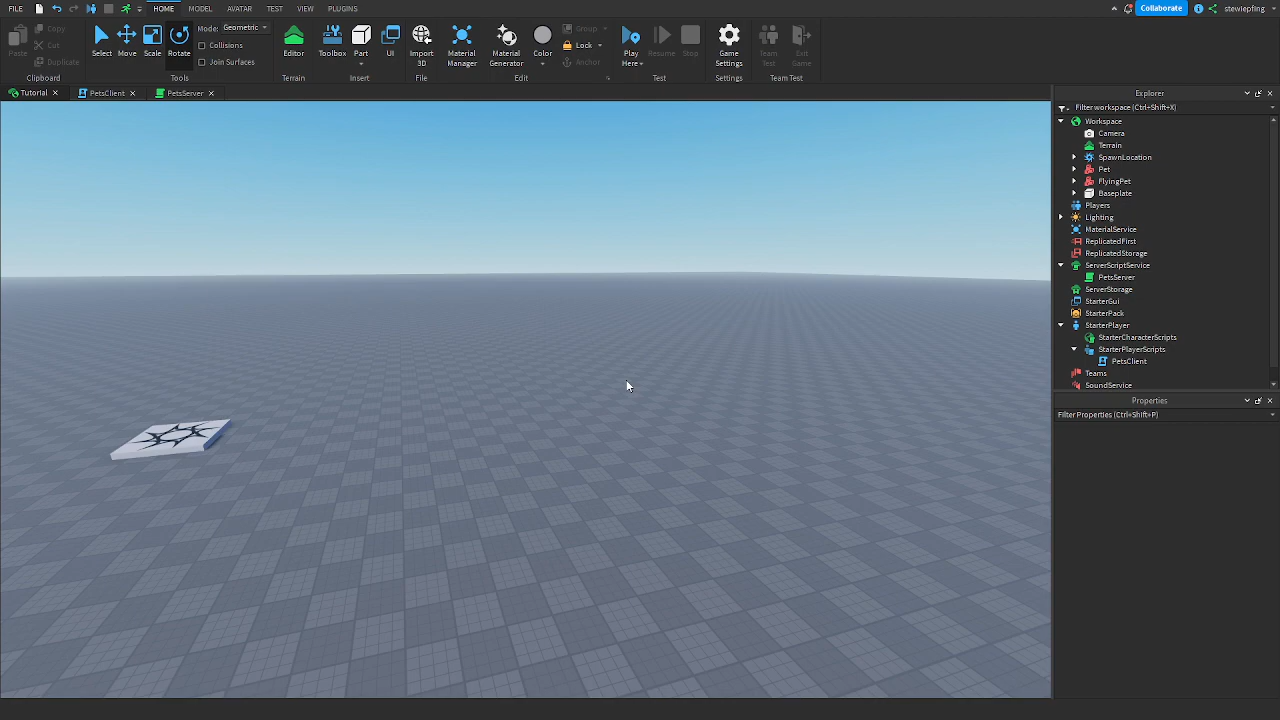 FILE HOME MODEL AVATAR TEST VIEW PLUGINS Collaborate stewiepfing
Paste Copy Cut Duplicate Select Move Scale Rotate Mode: Geometric Collisions Join Surfaces Editor Toolbox Part UI Import 3D Material Manager Material Generator Color Group Lock Anchor Play Here Resume Stop Game Settings Team Test Exit Game
Clipboard Tools Terrain Insert File Edit Test Settings Team Test
Tutorial PetsClient PetsServer
Explorer
Filter workspace (Ctrl+Shift+X)
Workspace
Camera
Terrain
SpawnLocation
Pet
FlyingPet
Baseplate
Players
Lighting
MaterialService
ReplicatedFirst
ReplicatedStorage
ServerScriptService
PetsServer
ServerStorage
StarterGui
StarterPack
StarterPlayer
StarterCharacterScripts
StarterPlayerScripts
PetsClient
Teams
SoundService
Properties
Filter Properties (Ctrl+Shift+P)